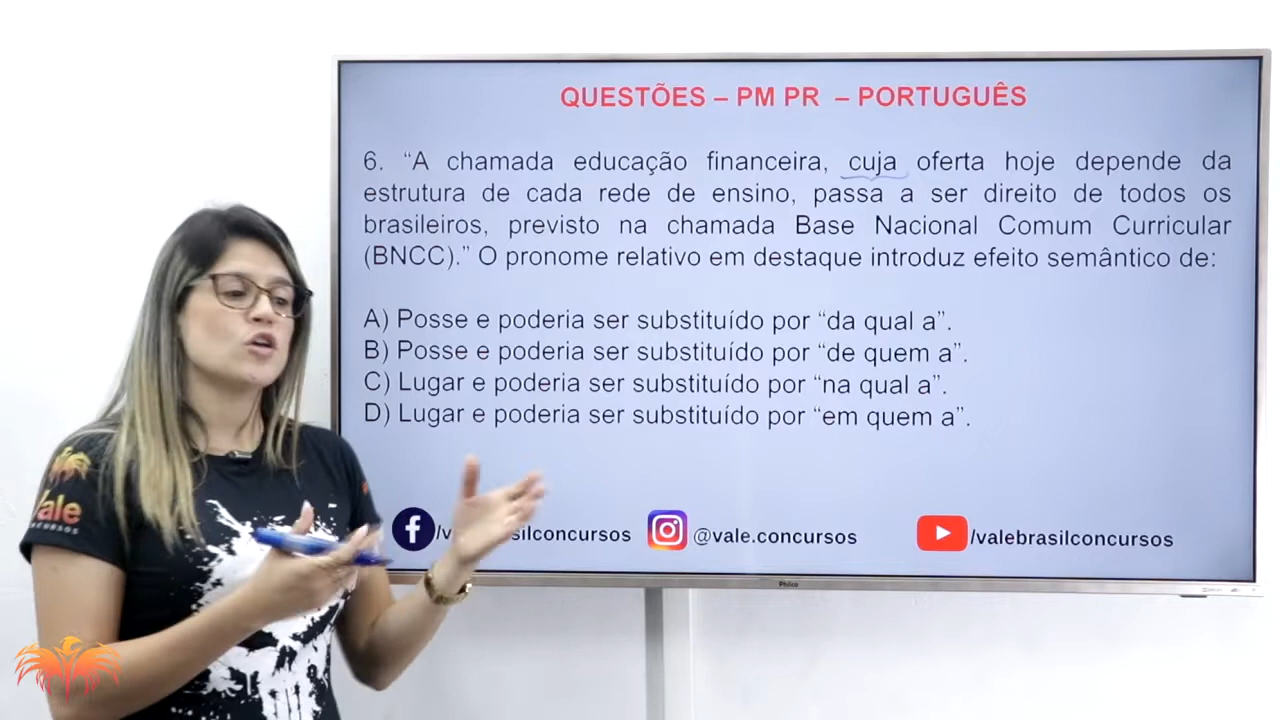 QUESTÕES – PM PR – PORTUGUÊS
6. “A chamada educação financeira, cuja oferta hoje depende da
estrutura de cada rede de ensino, passa a ser direito de todos os
brasileiros, previsto na chamada Base Nacional Comum Curricular
(BNCC).” O pronome relativo em destaque introduz efeito semântico de:
A) Posse e poderia ser substituído por “da qual a”.
B) Posse e poderia ser substituído por “de quem a”.
C) Lugar e poderia ser substituído por “na qual a”.
D) Lugar e poderia ser substituído por “em quem a”.
@vale.concursos
/valebrasilconcursos
Philco